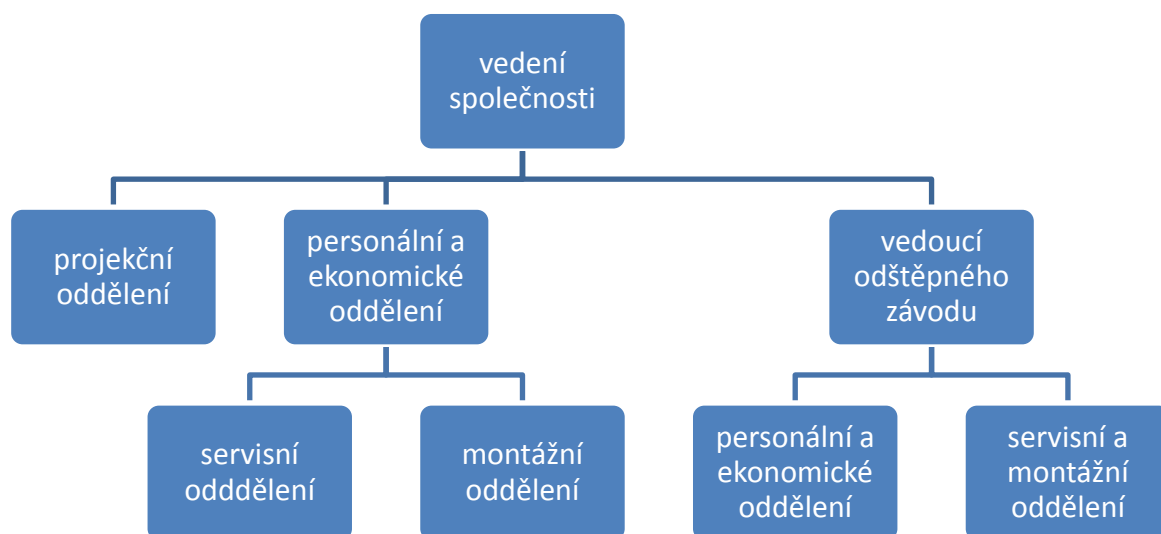 vedení
společnosti
projekční
oddělení
personální a
ekonomické
oddělení
vedoucí
odštěpného
závodu
servisní
odddělení
montážní
oddělení
personální a
ekonomické
oddělení
servisní a
montážní
oddělení